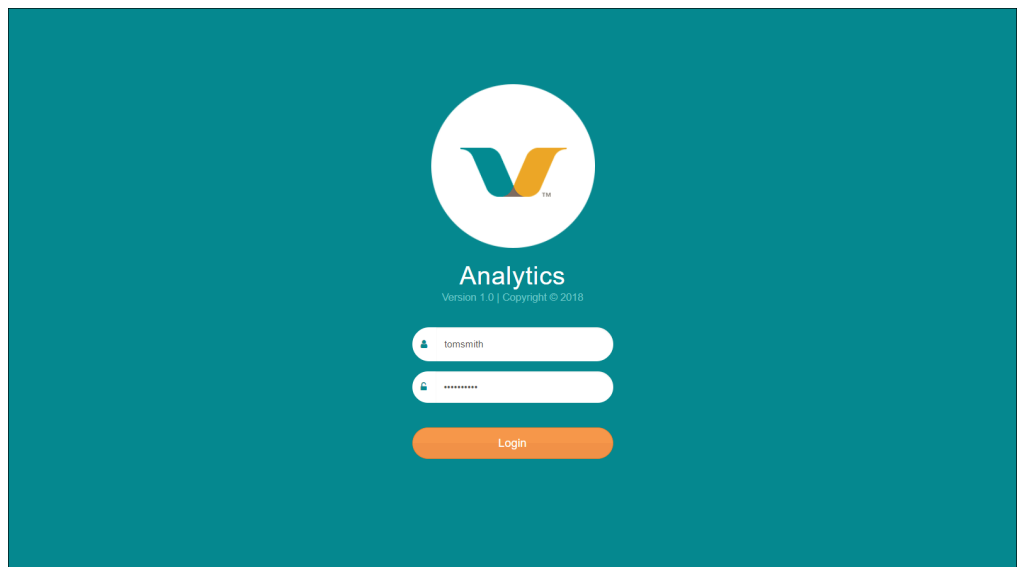 TM
Analytics
Version 1.0 | Copyright © 2018
tomsmith
••••••••••
Login